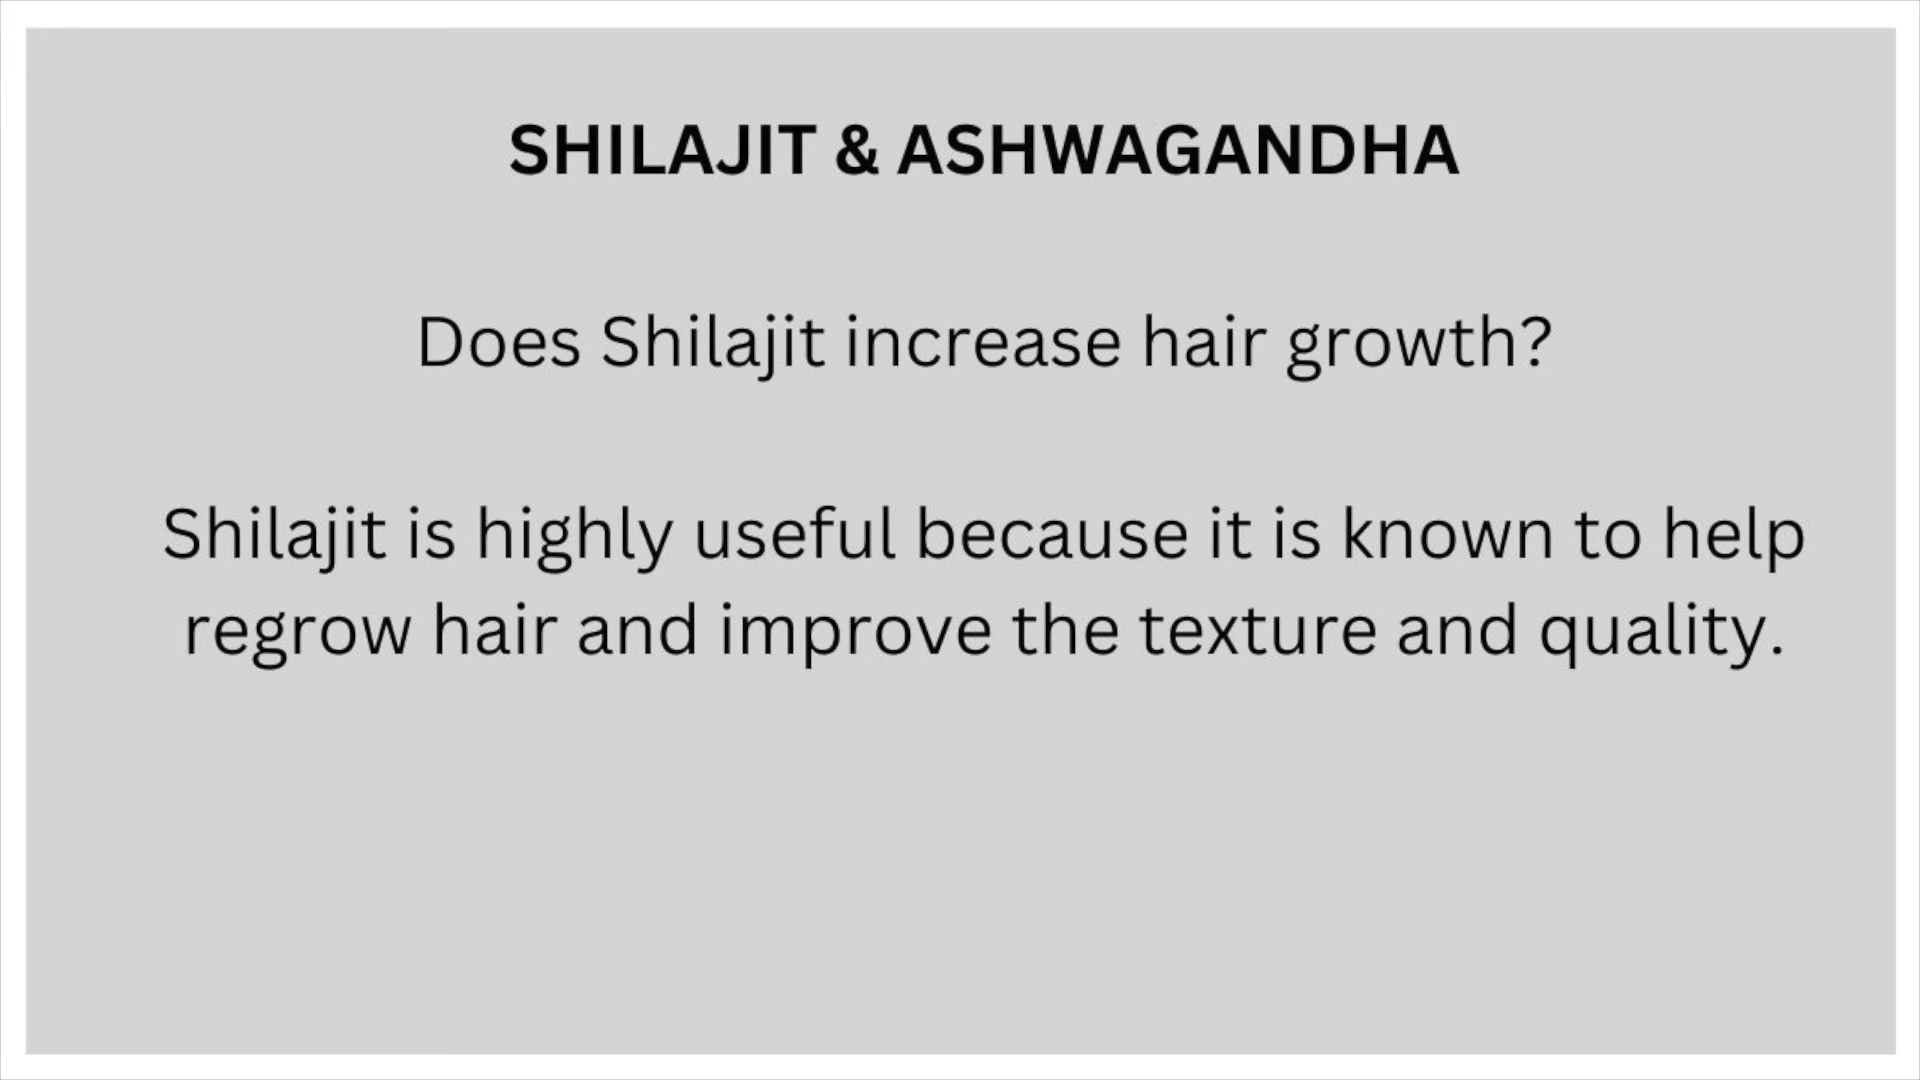 SHILAJIT & ASHWAGANDHA
Does Shilajit increase hair growth?
Shilajit is highly useful because it is known to help
regrow hair and improve the texture and quality.